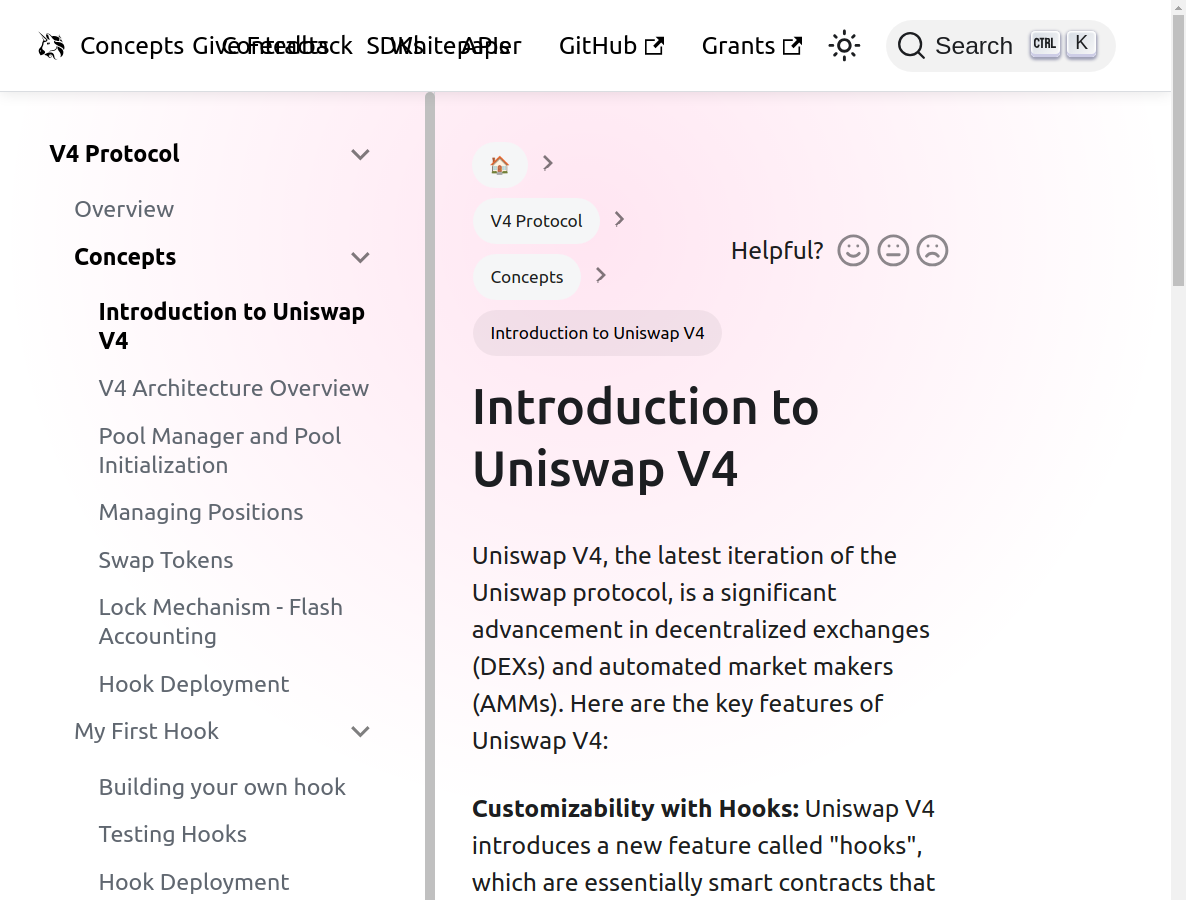 Concepts Give Feedback Contracts SDKs Whitepaper APIs GitHub Grants Search CTRL K
V4 Protocol
Overview
Concepts
Introduction to Uniswap
V4
V4 Architecture Overview
Pool Manager and Pool
Initialization
Managing Positions
Swap Tokens
Lock Mechanism - Flash
Accounting
Hook Deployment
My First Hook
Building your own hook
Testing Hooks
Hook Deployment
V4 Protocol
Concepts
Introduction to Uniswap V4
Helpful?
Introduction to
Uniswap V4
Uniswap V4, the latest iteration of the
Uniswap protocol, is a significant
advancement in decentralized exchanges
(DEXs) and automated market makers
(AMMs). Here are the key features of
Uniswap V4:
Customizability with Hooks: Uniswap V4
introduces a new feature called "hooks",
which are essentially smart contracts that